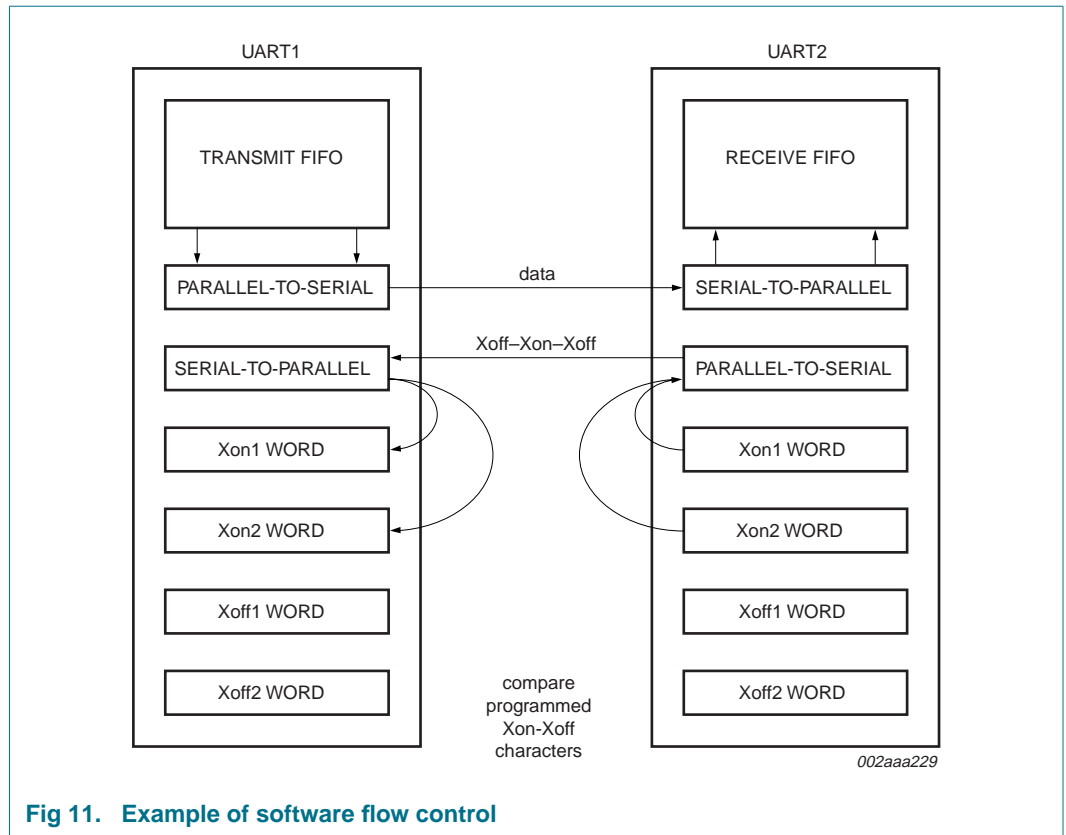 UART1
UART2
TRANSMIT FIFO
RECEIVE FIFO
PARALLEL-TO-SERIAL
data
SERIAL-TO-PARALLEL
Xoff–Xon–Xoff
SERIAL-TO-PARALLEL
PARALLEL-TO-SERIAL
Xon1 WORD
Xon1 WORD
Xon2 WORD
Xon2 WORD
Xoff1 WORD
Xoff1 WORD
Xoff2 WORD
compare
programmed
Xon-Xoff
characters
Xoff2 WORD
002aaa229
Fig 11. Example of software flow control